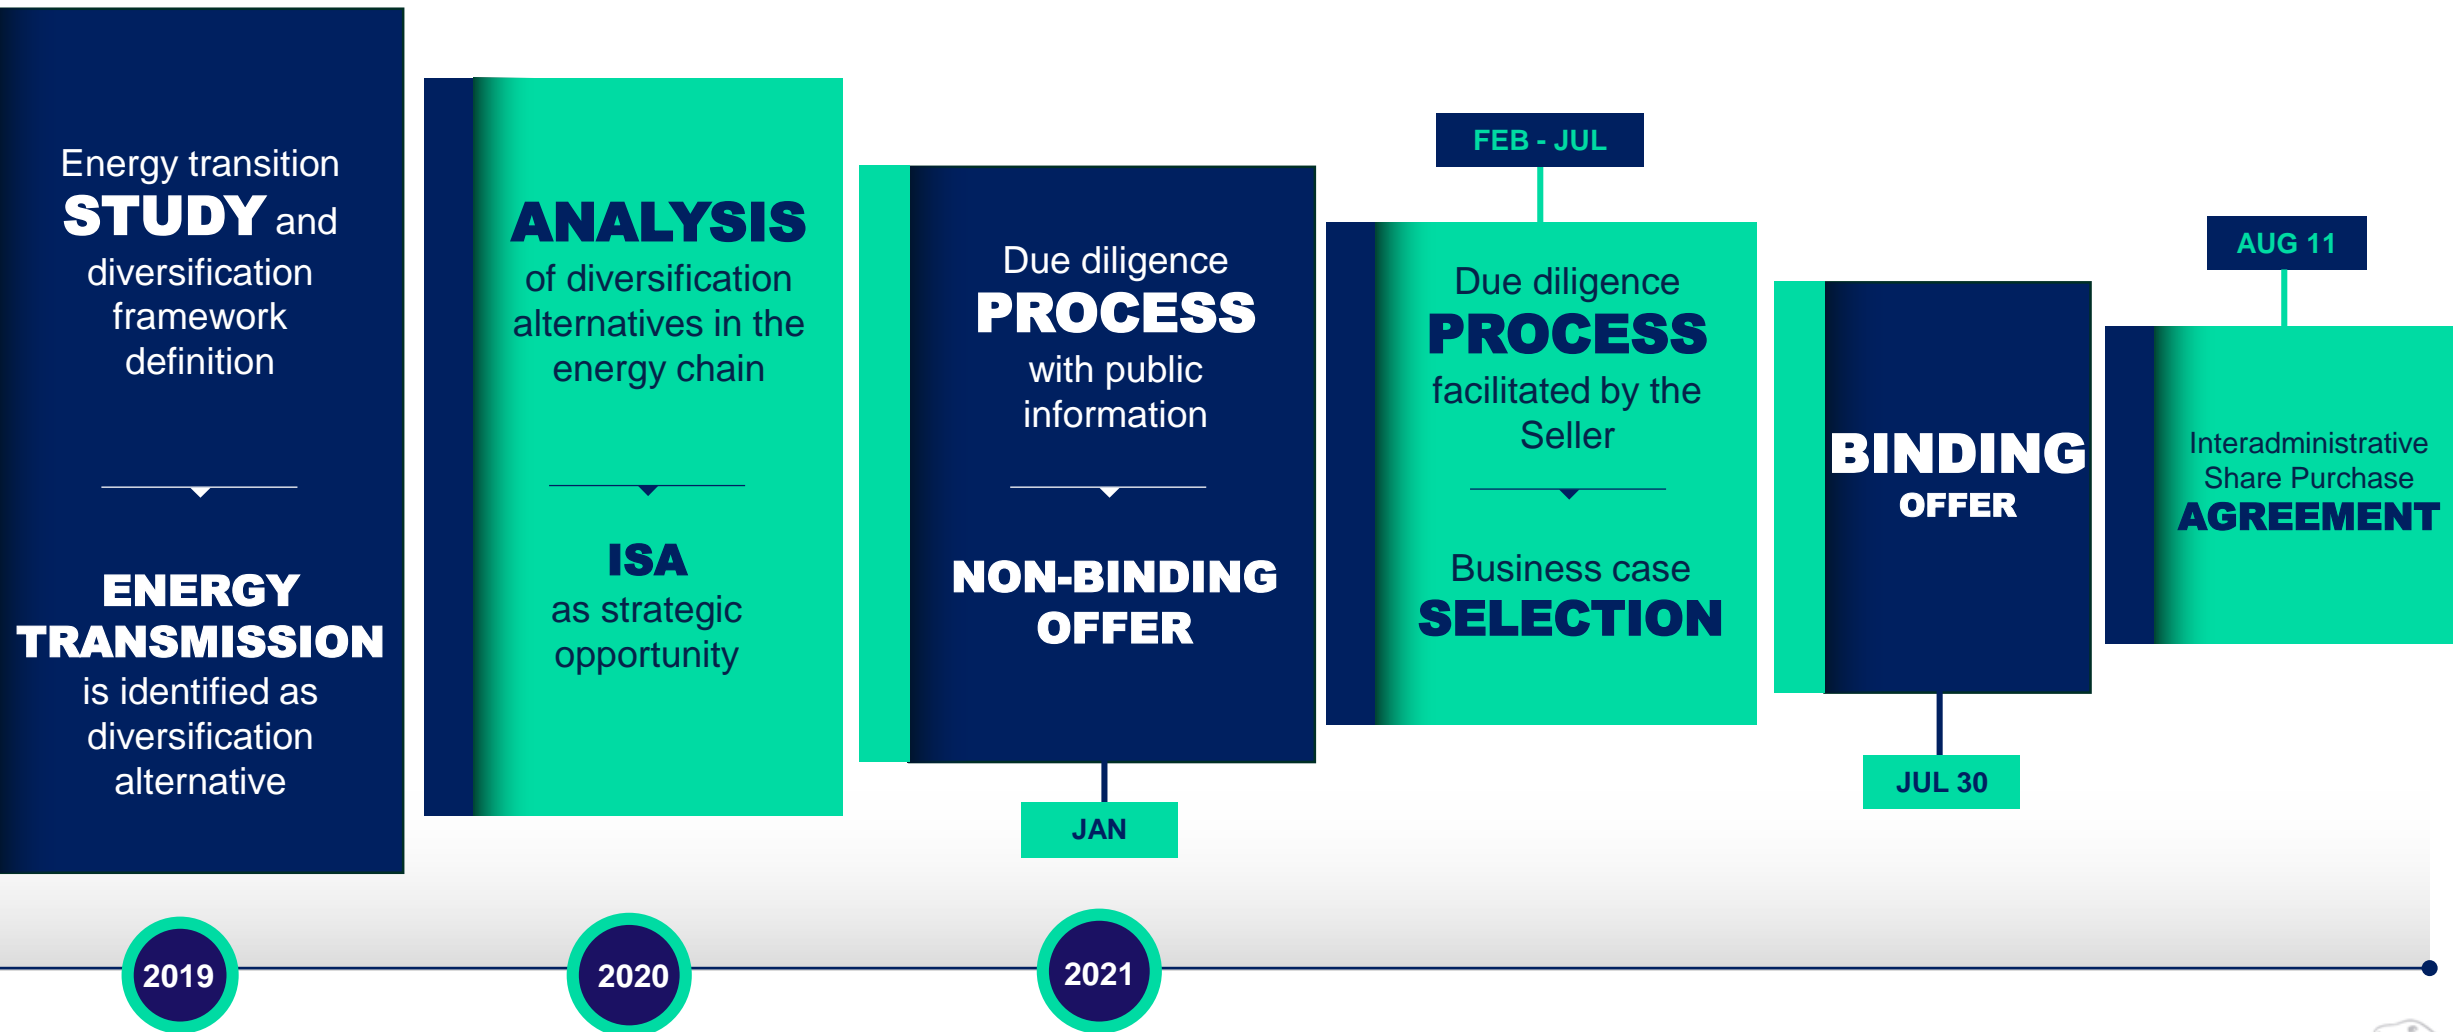 Energy transition
STUDY and
diversification
framework
definition
ENERGY
TRANSMISSION
is identified as
diversification
alternative
ANALYSIS
of diversification
alternatives in the
energy chain
ISA
as strategic
opportunity
Due diligence
PROCESS
with public
information
NON-BINDING
OFFER
JAN
FEB - JUL
Due diligence
PROCESS
facilitated by the
Seller
Business case
SELECTION
BINDING
OFFER
JUL 30
AUG 11
Interadministrative
Share Purchase
AGREEMENT
2019
2020
2021